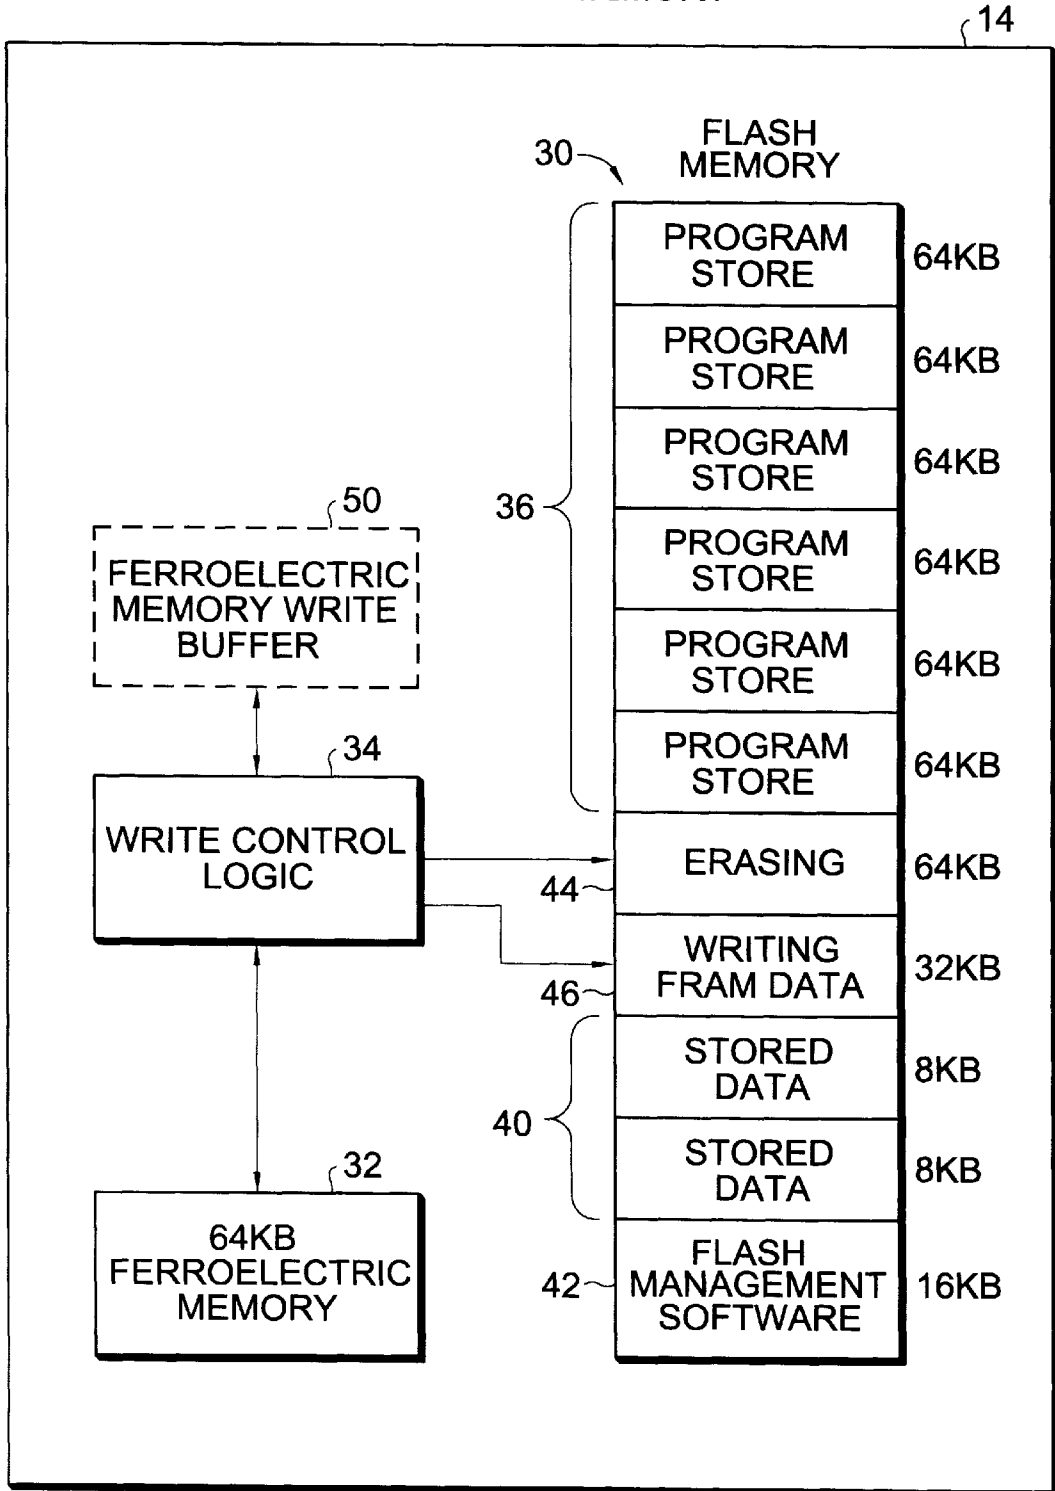 14
FLASH
MEMORY
30
PROGRAM
STORE
64KB
PROGRAM
STORE
64KB
PROGRAM
STORE
64KB
36
PROGRAM
STORE
64KB
PROGRAM
STORE
64KB
PROGRAM
STORE
64KB
50
FERROELECTRIC
MEMORY WRITE
BUFFER
34
WRITE CONTROL
LOGIC
ERASING
64KB
44
WRITING
FRAM DATA
32KB
46
STORED
DATA
8KB
40
STORED
DATA
8KB
32
64KB
FERROELECTRIC
MEMORY
FLASH
MANAGEMENT
SOFTWARE
16KB
42